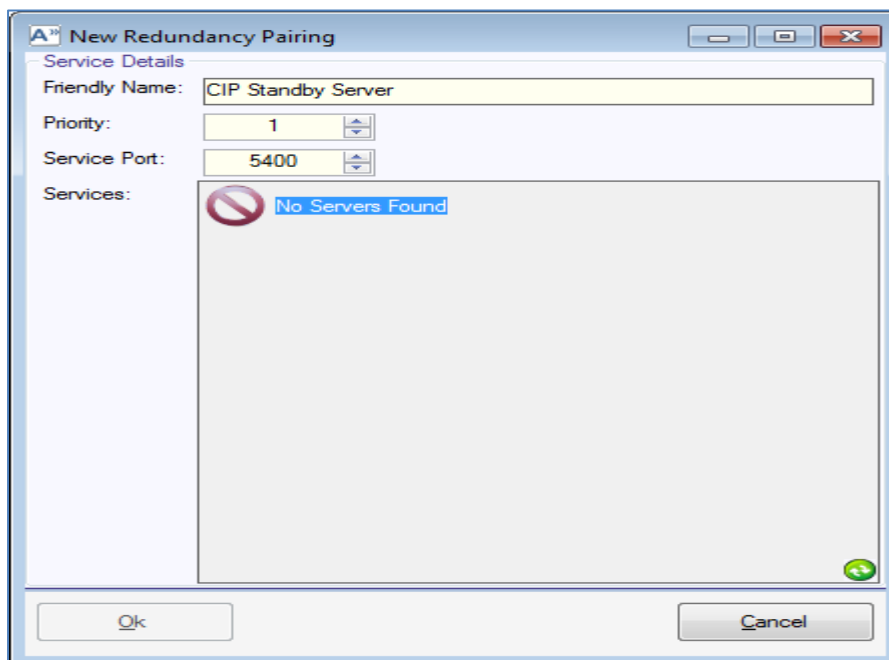 A» New Redundancy Pairing
Service Details
Friendly Name: CIP Standby Server
Priority: 1
Service Port: 5400
Services: No Servers Found
Ok Cancel